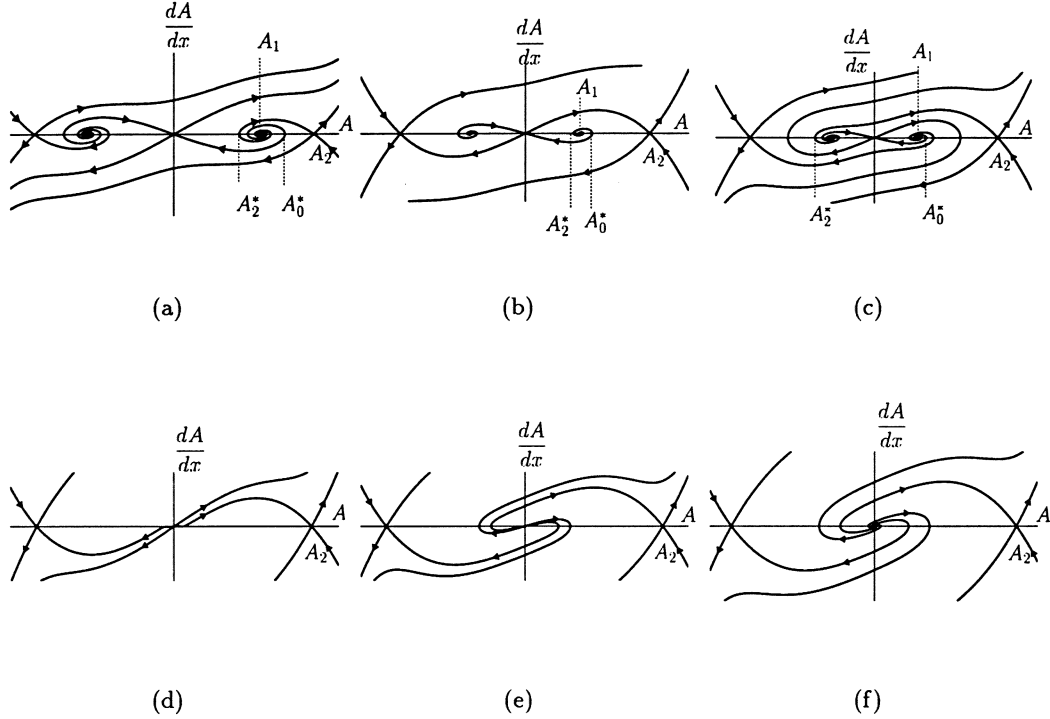 dA
dx
A₁
A
A₂
A₂* A₀*
(a)
dA
dx
A₁
A
A₂
A₂* A₀*
(b)
dA
dx
A₁
A
A₂
A₂* A₀*
(c)
dA
dx
A
A₂
(d)
dA
dx
A
A₂
(e)
dA
dx
A
A₂
(f)